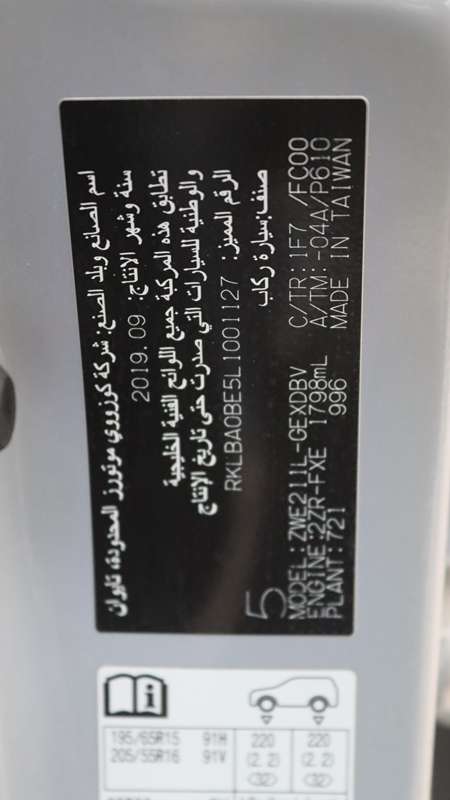 اسم الصانع وبلد الصنع: شركة كوزروي موتورز المحدودة، تايوان
سنة وشهر الانتاج: 2019.09
تطابق هذه المركبة جميع اللوائح الفنية الخليجية
والوطنية للسيارات التي صدرت حتى تاريخ الإنتاج
الرقم المميز: RKLBA0BE5L1001127
صنف:سيارة ركاب
5
MODEL:ZWE211L-GEXDBV C/TR: 1F7 /FC00
ENGINE:2ZR-FXE 1798mL A/TM:-04A/P610
PLANT:721 996 MADE IN TAIWAN
i
195/65R15 91H 220 220
205/55R16 91V (2.2) (2.2)
(32) (32)